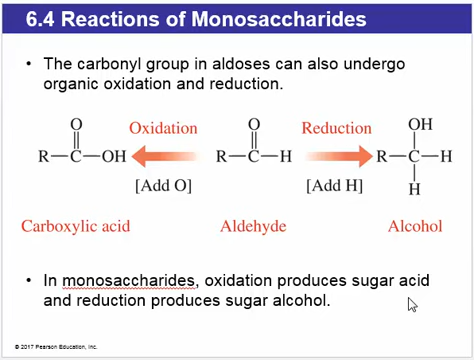 6.4 Reactions of Monosaccharides
• The carbonyl group in aldoses can also undergo
organic oxidation and reduction.
O Oxidation O Reduction OH
R—C—OH R—C—H R—C—H
[Add O] [Add H] H
Carboxylic acid Aldehyde Alcohol
• In monosaccharides, oxidation produces sugar acid
and reduction produces sugar alcohol.
© 2017 Pearson Education, Inc.